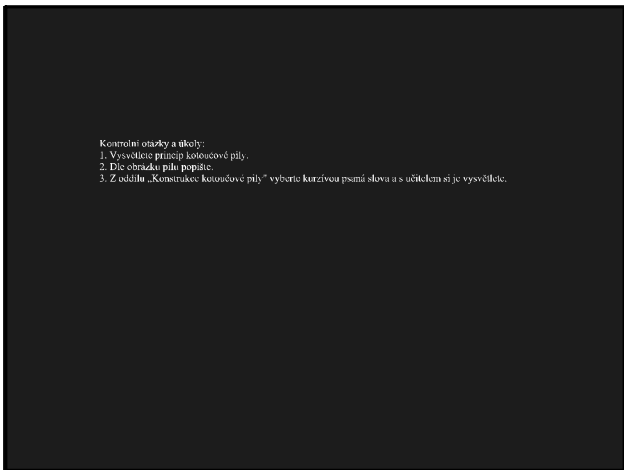 Kontrolní otázky a úkoly:
1. Vysvětlete princip kotoučové pily.
2. Dle obrázku pilu popište.
3. Z oddílu „Konstrukce kotoučové pily" vyberte kurzívou psaná slova a s učitelem si je vysvětlete.